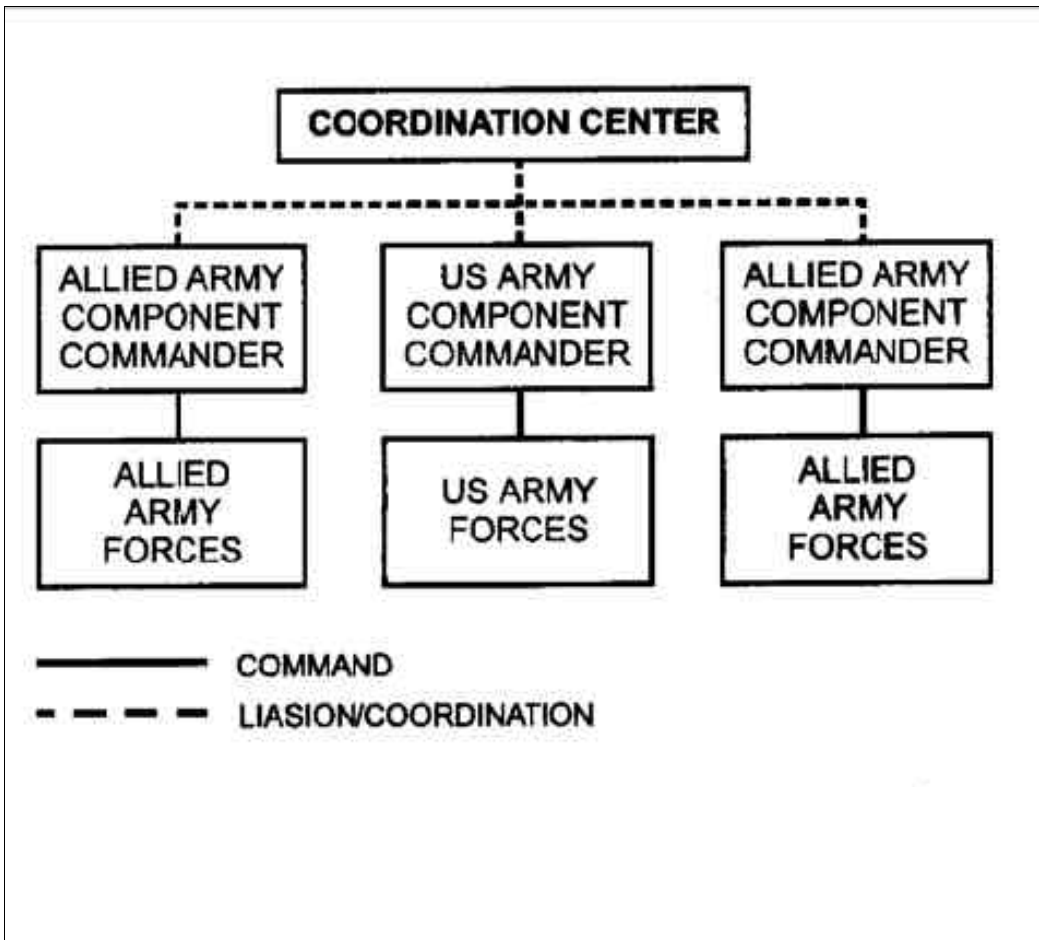 COORDINATION CENTER
ALLIED ARMY
COMPONENT
COMMANDER
US ARMY
COMPONENT
COMMANDER
ALLIED ARMY
COMPONENT
COMMANDER
ALLIED
ARMY
FORCES
US ARMY
FORCES
ALLIED
ARMY
FORCES
COMMAND
LIASION/COORDINATION